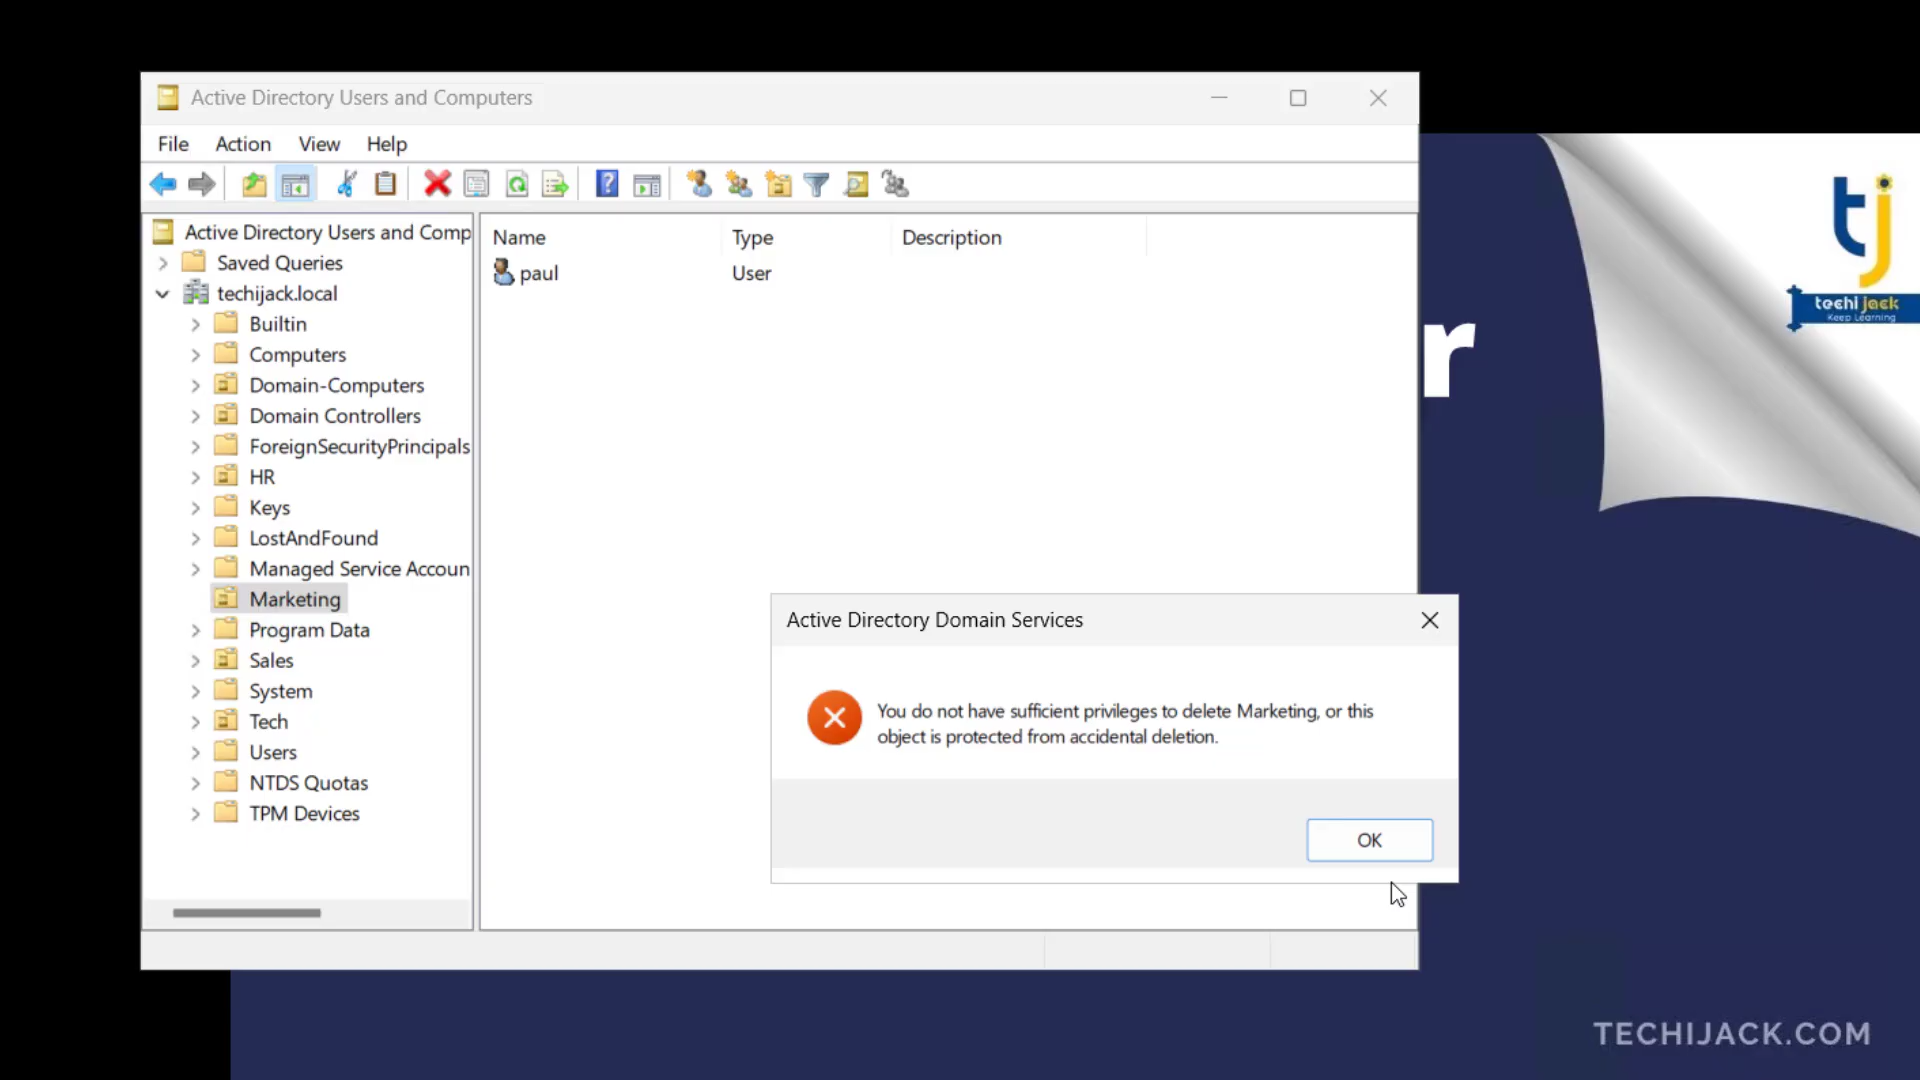 Active Directory Users and Computers
File Action View Help
Active Directory Users and Comp
Saved Queries
techijack.local
Builtin
Computers
Domain-Computers
Domain Controllers
ForeignSecurityPrincipals
HR
Keys
LostAndFound
Managed Service Accoun
Marketing
Program Data
Sales
System
Tech
Users
NTDS Quotas
TPM Devices
Name Type Description
paul User
Active Directory Domain Services
You do not have sufficient privileges to delete Marketing, or this
object is protected from accidental deletion.
OK
r
tj
techi jack
Keep Learning
TECHIJACK.COM